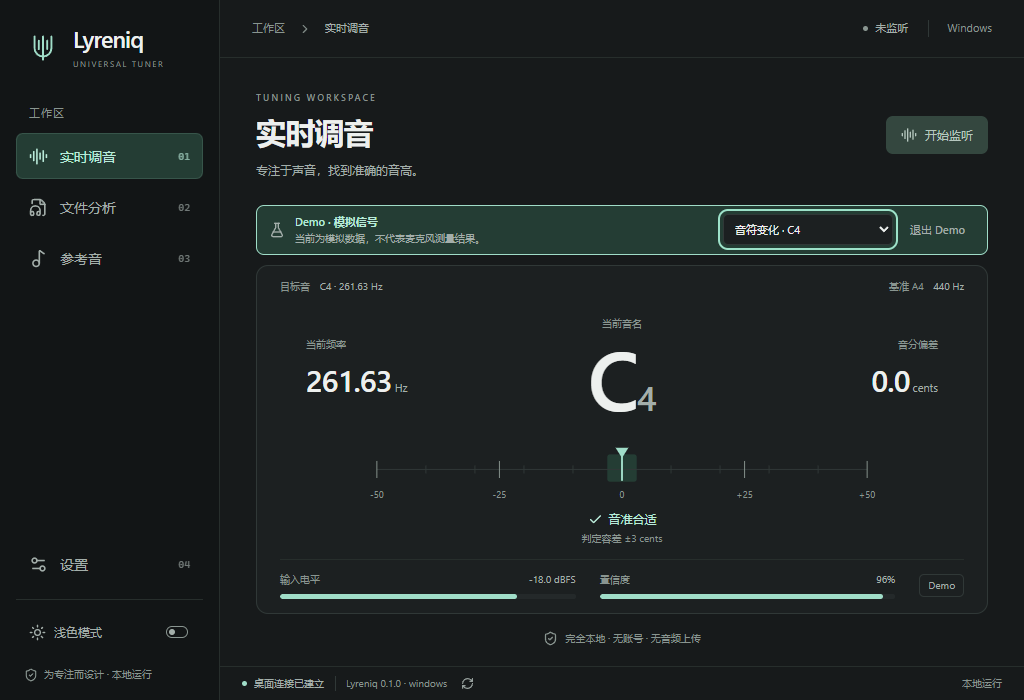 Lyreniq
UNIVERSAL TUNER
工作区
实时调音 01
文件分析 02
参考音 03
设置 04
浅色模式
为专注而设计 · 本地运行
工作区 > 实时调音
未监听
Windows
TUNING WORKSPACE
实时调音
专注于声音，找到准确的音高。
开始监听
Demo · 模拟信号
当前为模拟数据，不代表麦克风测量结果。
音符变化 · C4
退出 Demo
目标音 C4 · 261.63 Hz
基准 A4 440 Hz
当前音名
当前频率
音分偏差
261.63 Hz
C4
0.0 cents
-50 -25 0 +25 +50
音准合适
判定容差 ±3 cents
输入电平 -18.0 dBFS
置信度 96%
Demo
完全本地 · 无账号 · 无音频上传
桌面连接已建立
Lyreniq 0.1.0 · windows
本地运行